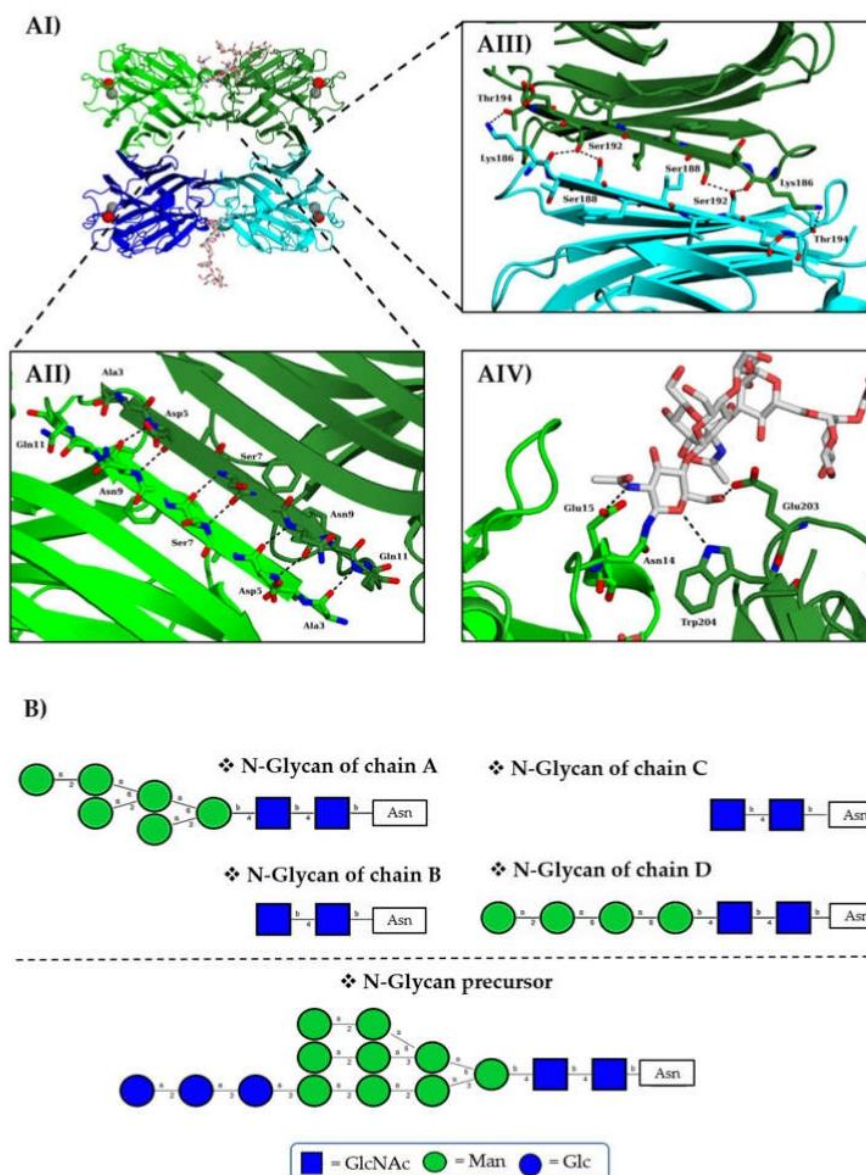 AI)
AIII)
Thr194
Lys186
Ser192
Ser188
Ser188
Ser192
Lys186
Thr194
AII)
Ala3
Asp5
Gln11
Ser7
Asn9
Asn9
Ser7
Gln11
Asp5
Ala3
AIV)
Glu15
Glu203
Asn14
Trp204
B)
❖ N-Glycan of chain A
Asn
❖ N-Glycan of chain C
Asn
❖ N-Glycan of chain B
Asn
❖ N-Glycan of chain D
Asn
❖ N-Glycan precursor
Asn
= GlcNAc = Man = Glc